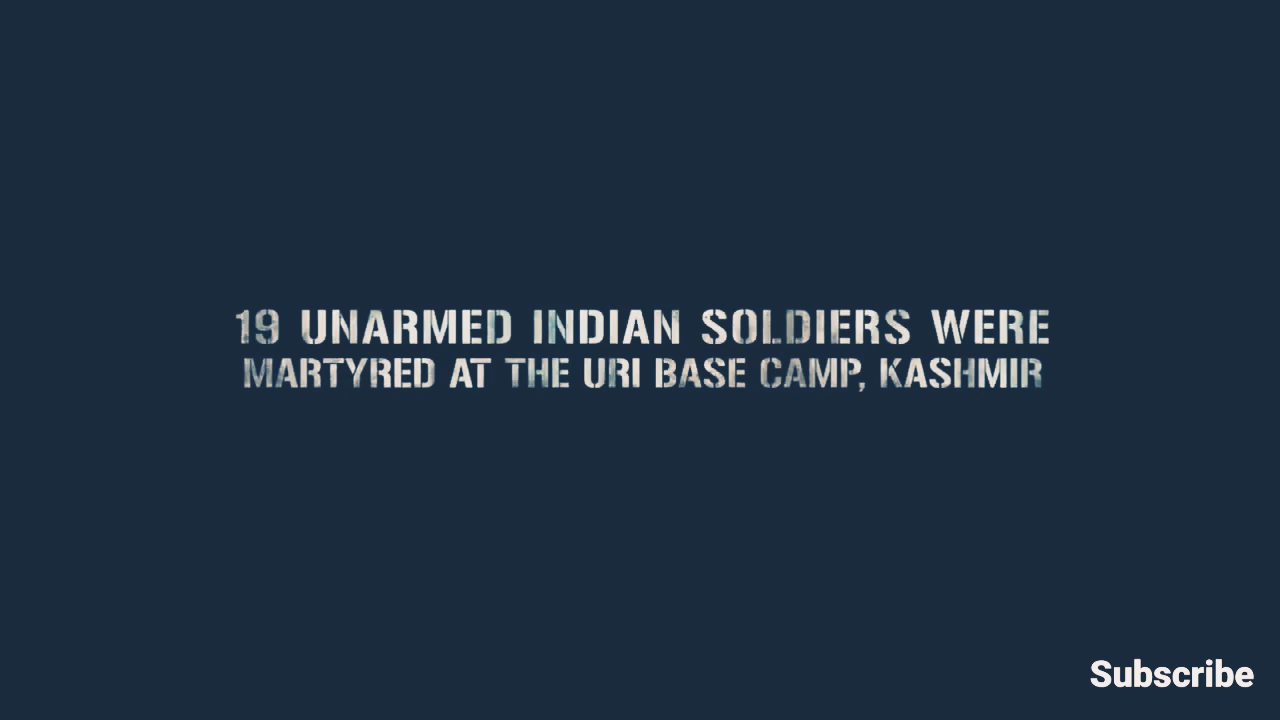 19 UNARMED INDIAN SOLDIERS WERE
MARTYRED AT THE URI BASE CAMP, KASHMIR
Subscribe